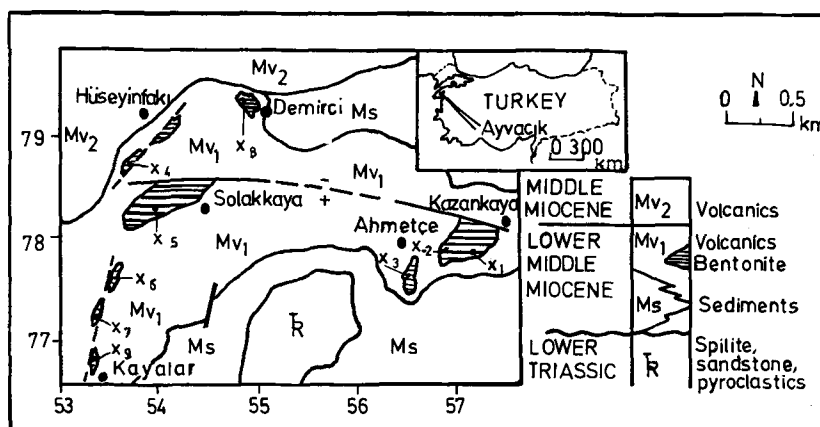 Mv2
Hüseyinfakı
Demirci
Ms
Mv2
Mv1
x8
x4
Mv1
Solakkaya
- +
Kazankaya
Ahmetçe
x5
x2
x1
x3
Mv1
x6
x7
Mv1
x9
Kayalar
Ms
TR
Ms
79
78
77
53 54 55 56 57
TURKEY
Ayvacık
0 300
km
N
0 0.5
km
MIDDLE MIOCENE Mv2 Volcanics
LOWER MIDDLE MIOCENE Mv1 Volcanics
Bentonite
Ms Sediments
LOWER TRIASSIC TR Spilite, sandstone, pyroclastics